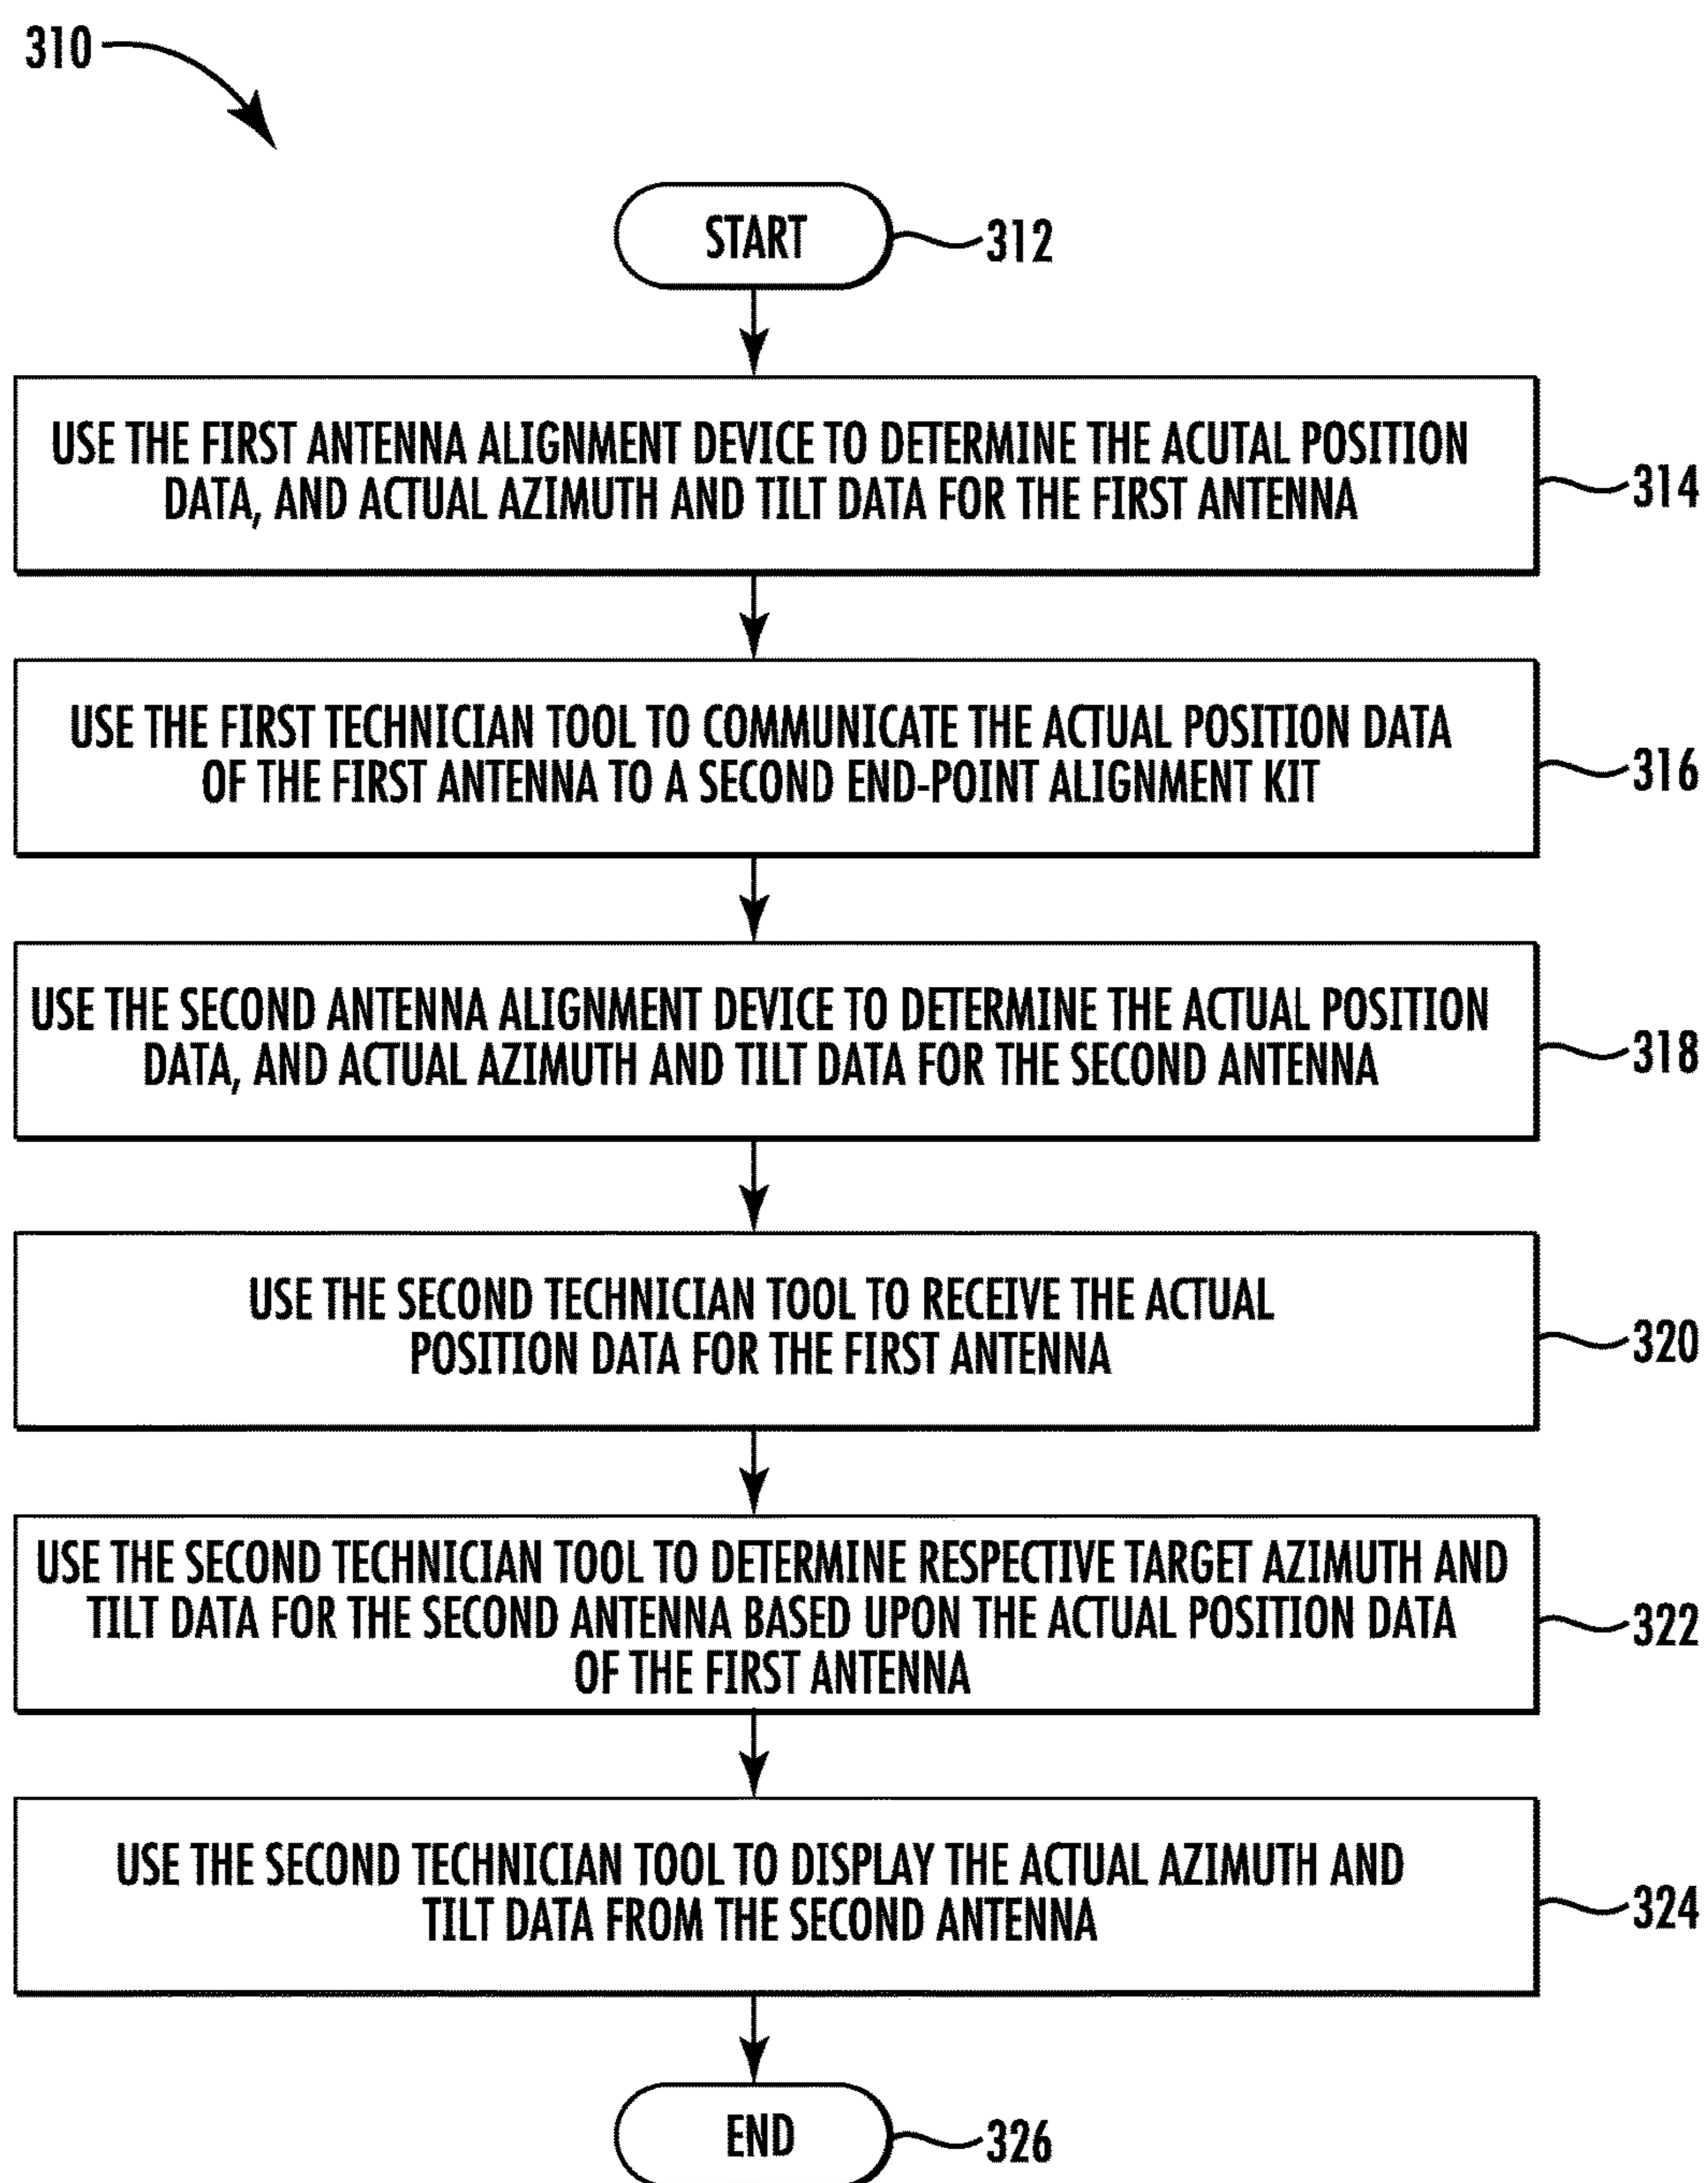 310
START
312
USE THE FIRST ANTENNA ALIGNMENT DEVICE TO DETERMINE THE ACUTAL POSITION
DATA, AND ACTUAL AZIMUTH AND TILT DATA FOR THE FIRST ANTENNA
314
USE THE FIRST TECHNICIAN TOOL TO COMMUNICATE THE ACTUAL POSITION DATA
OF THE FIRST ANTENNA TO A SECOND END-POINT ALIGNMENT KIT
316
USE THE SECOND ANTENNA ALIGNMENT DEVICE TO DETERMINE THE ACTUAL POSITION
DATA, AND ACTUAL AZIMUTH AND TILT DATA FOR THE SECOND ANTENNA
318
USE THE SECOND TECHNICIAN TOOL TO RECEIVE THE ACTUAL
POSITION DATA FOR THE FIRST ANTENNA
320
USE THE SECOND TECHNICIAN TOOL TO DETERMINE RESPECTIVE TARGET AZIMUTH AND
TILT DATA FOR THE SECOND ANTENNA BASED UPON THE ACTUAL POSITION DATA
OF THE FIRST ANTENNA
322
USE THE SECOND TECHNICIAN TOOL TO DISPLAY THE ACTUAL AZIMUTH AND
TILT DATA FROM THE SECOND ANTENNA
324
END
326